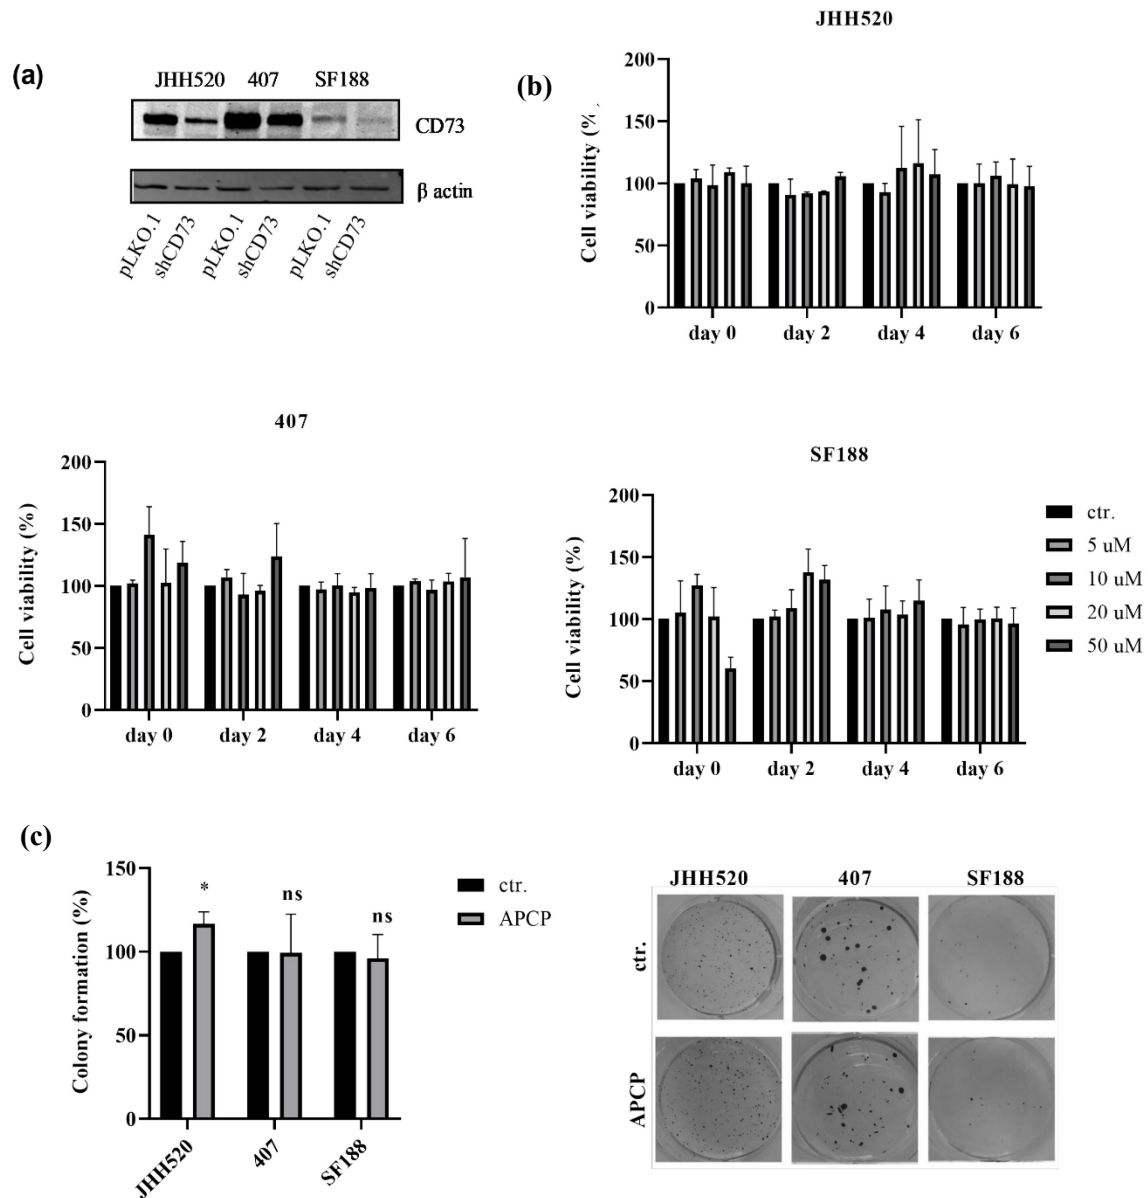 (a)
JHH520 407 SF188
CD73
β actin
pLKO.1
shCD73
pLKO.1
shCD73
pLKO.1
shCD73
(b)
JHH520
Cell viability (%
200
150
100
50
0
day 0 day 2 day 4 day 6
407
Cell viability (%)
200
150
100
50
0
day 0 day 2 day 4 day 6
SF188
Cell viability (%)
200
150
100
50
0
day 0 day 2 day 4 day 6
ctr.
5 uM
10 uM
20 uM
50 uM
(c)
Colony formation (%)
150
100
50
0
* ns ns
JHH520
407
SF188
ctr.
APCP
JHH520 407 SF188
ctr.
APCP